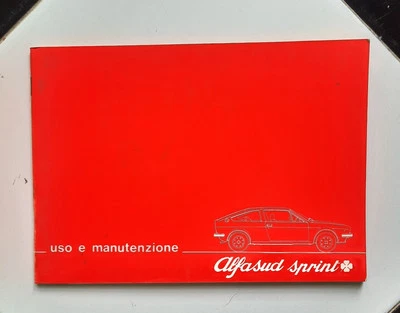 uso e manutenzione
alfasud sprint